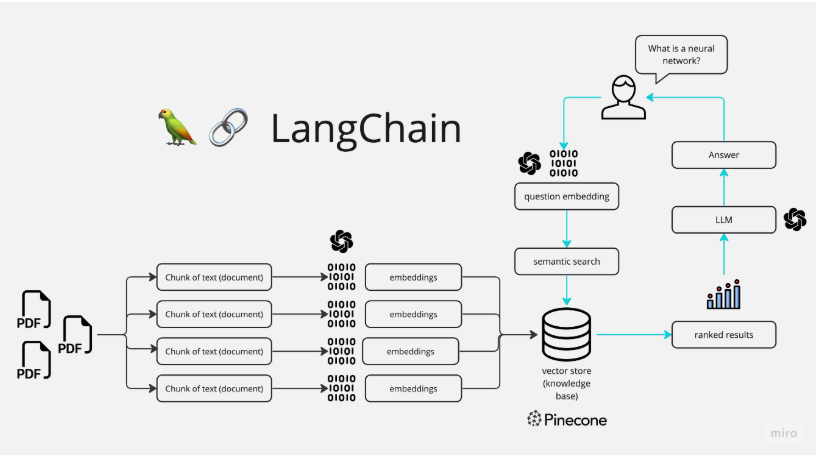 What is a neural
network?
LangChain
01010
10101
01010
Answer
question embedding
LLM
semantic search
01010
10101
01010
Chunk of text (document)
embeddings
01010
10101
01010
Chunk of text (document)
embeddings
01010
10101
01010
Chunk of text (document)
embeddings
01010
10101
01010
Chunk of text (document)
embeddings
PDF
PDF
PDF
ranked results
vector store
(knowledge
base)
Pinecone
miro